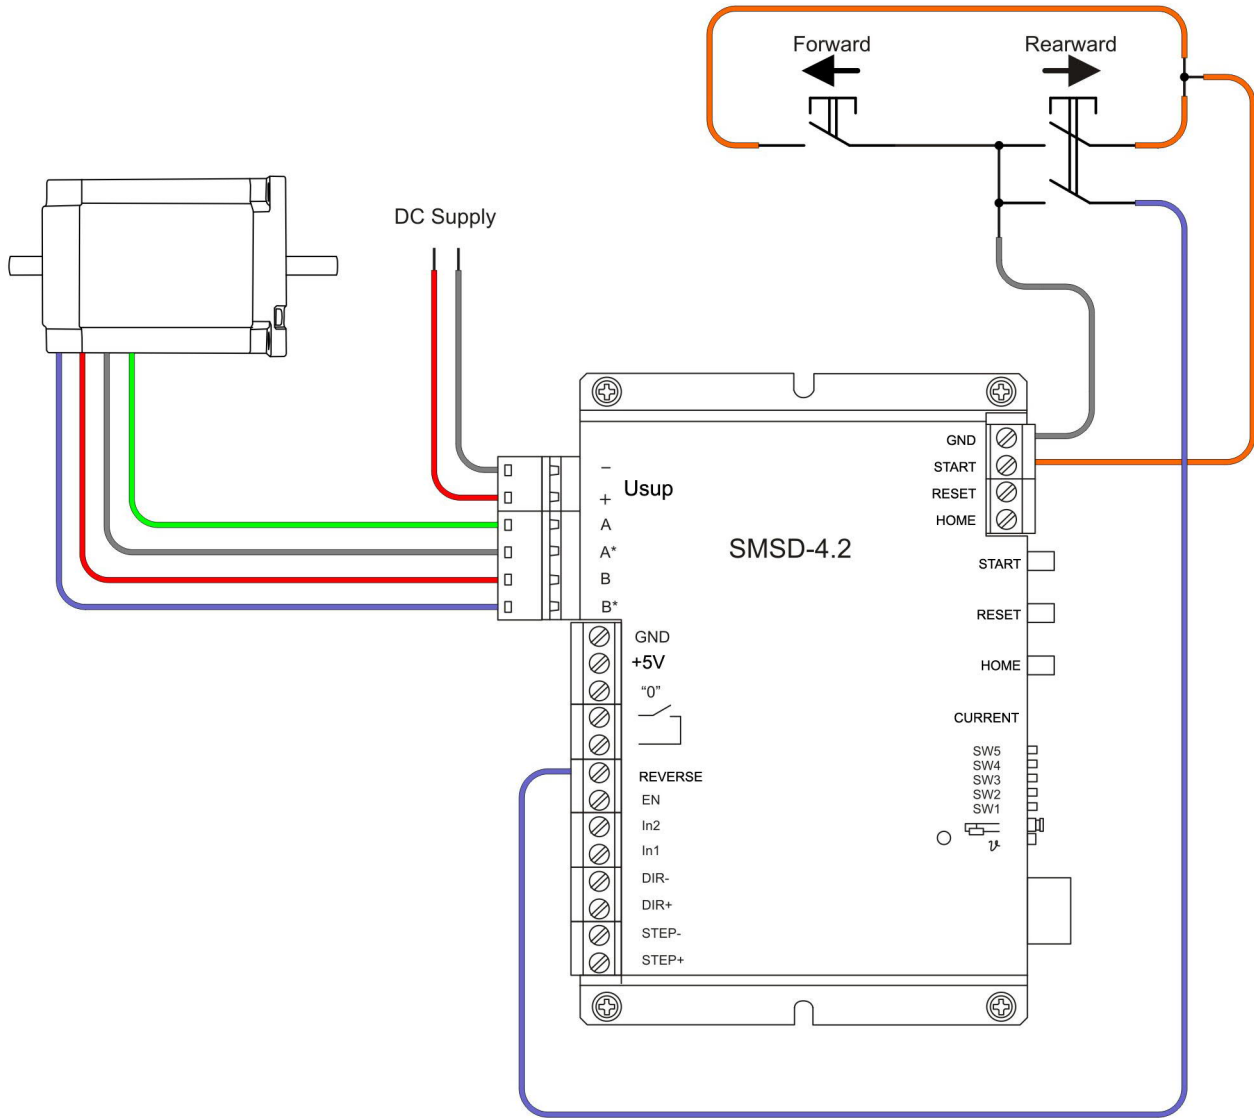 Forward
Rearward
DC Supply
GND
START
RESET
HOME
−
+
Usup
A
A*
B
B*
SMSD-4.2
START
RESET
HOME
CURRENT
SW5
SW4
SW3
SW2
SW1
GND
+5V
“0”
REVERSE
EN
In2
In1
DIR-
DIR+
STEP-
STEP+